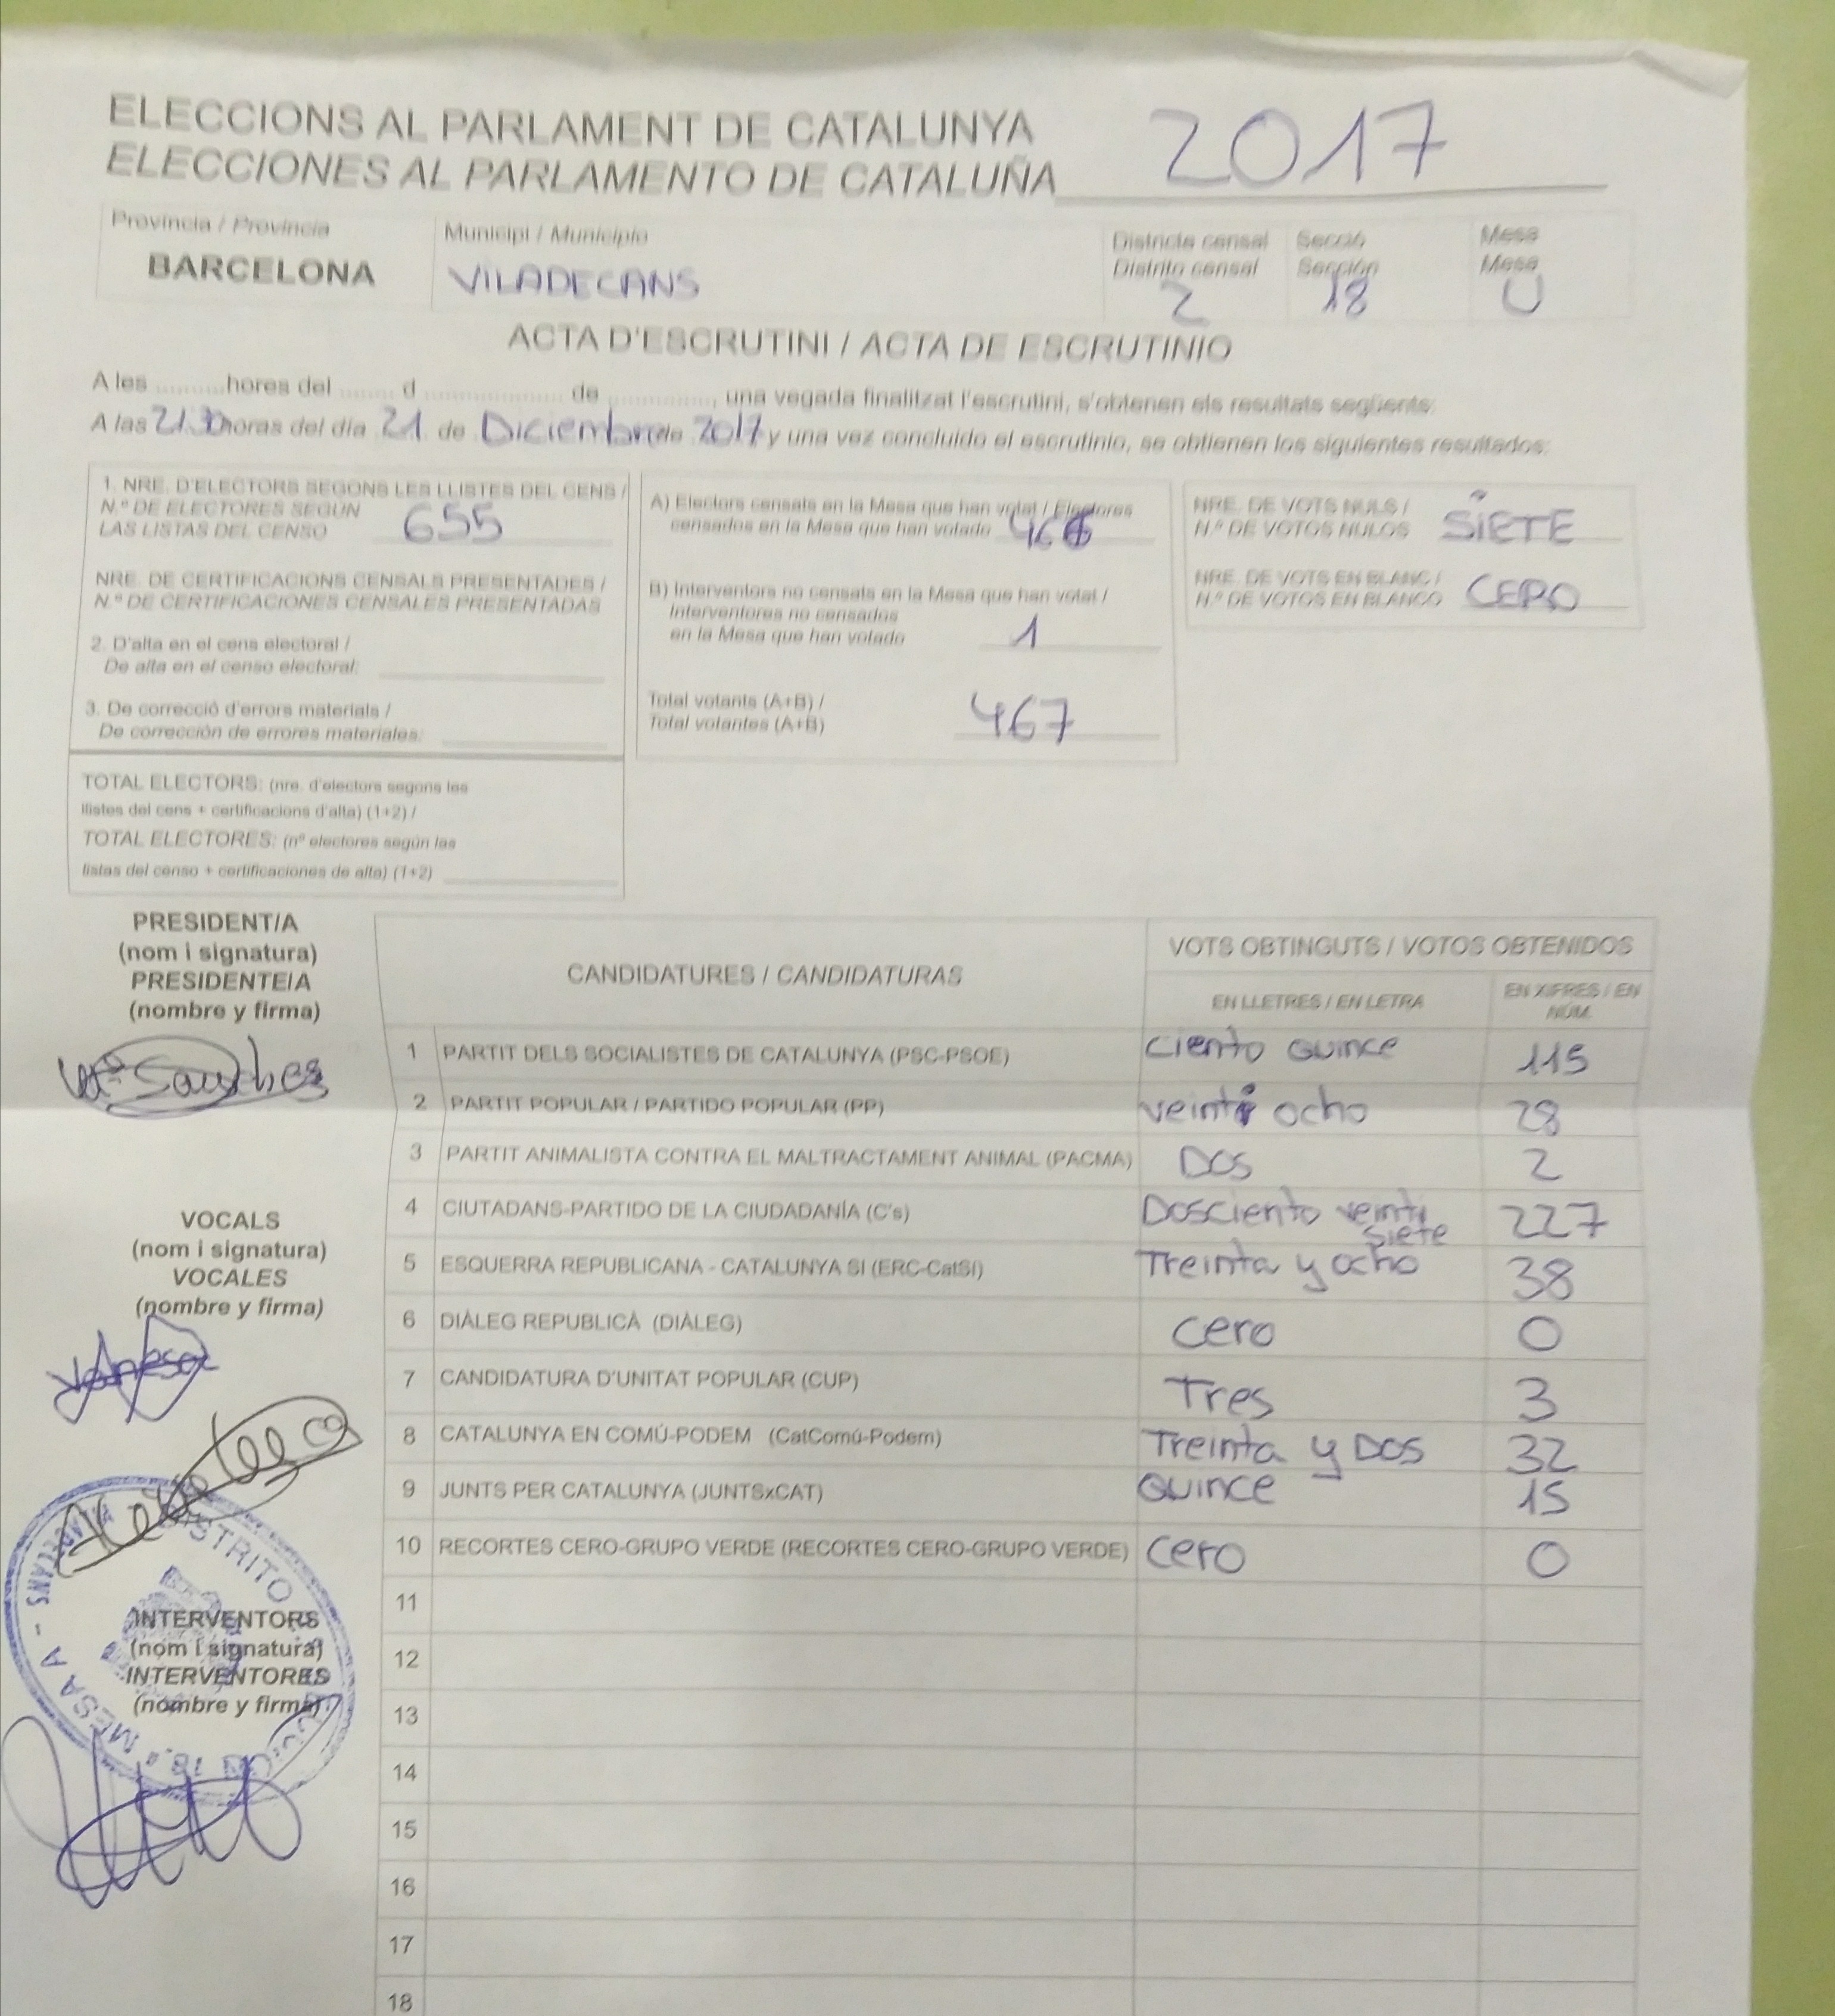 ELECCIONS AL PARLAMENT DE CATALUNYA
ELECCIONES AL PARLAMENTO DE CATALUÑA 2017
Província / Provincia
BARCELONA
Municipi / Municipio
VILADECANS
Districte censal
Distrito censal
2
Secció
Sección
18
Mesa
Mesa
U
ACTA D'ESCRUTINI / ACTA DE ESCRUTINIO
A les .......... hores del ........ d ...................... de ................, una vegada finalitzat l'escrutini, s'obtenen els resultats següents:
A las 21:30 horas del día 21 de Diciembre de 2017 y una vez concluido el escrutinio, se obtienen los siguientes resultados:
1. NRE. D'ELECTORS SEGONS LES LLISTES DEL CENS /
N.º DE ELECTORES SEGÚN
LAS LISTAS DEL CENSO 655
NRE. DE CERTIFICACIONS CENSALS PRESENTADES /
N.º DE CERTIFICACIONES CENSALES PRESENTADAS
2. D'alta en el cens electoral /
De alta en el censo electoral:
3. De correcció d'errors materials /
De corrección de errores materiales:
TOTAL ELECTORS: (nre. d'electors segons les
llistes del cens + certificacions d'alta) (1+2) /
TOTAL ELECTORES: (nº electores según las
listas del censo + certificaciones de alta) (1+2)
A) Electors censats en la Mesa que han votat / Electores
censados en la Mesa que han votado 466
B) Interventors no censats en la Mesa que han votat /
Interventores no censados
en la Mesa que han votado 1
Total votants (A+B) /
Total votantes (A+B) 467
NRE. DE VOTS NULS /
N.º DE VOTOS NULOS SIETE
NRE. DE VOTS EN BLANC /
N.º DE VOTOS EN BLANCO CERO
PRESIDENT/A
(nom i signatura)
PRESIDENTE/A
(nombre y firma)
Mª Sanches
VOCALS
(nom i signatura)
VOCALES
(nombre y firma)
Vanesa
INTERVENTORS
(nom i signatura)
INTERVENTORES
(nombre y firma)
VILADECANS - MESA A
DISTRITO
18.ª
CANDIDATURES / CANDIDATURAS
VOTS OBTINGUTS / VOTOS OBTENIDOS
EN LLETRES / EN LETRA
EN XIFRES / EN
NÚM.
1 PARTIT DELS SOCIALISTES DE CATALUNYA (PSC-PSOE) ciento quince 115
2 PARTIT POPULAR / PARTIDO POPULAR (PP) veinti ocho 28
3 PARTIT ANIMALISTA CONTRA EL MALTRACTAMENT ANIMAL (PACMA) DOS 2
4 CIUTADANS-PARTIDO DE LA CIUDADANÍA (C's) Dosciento veinti siete 227
5 ESQUERRA REPUBLICANA - CATALUNYA SÍ (ERC-CatSí) Treinta y ocho 38
6 DIÀLEG REPUBLICÀ (DIÀLEG) cero 0
7 CANDIDATURA D'UNITAT POPULAR (CUP) Tres 3
8 CATALUNYA EN COMÚ-PODEM (CatComú-Podem) Treinta y DOS 32
9 JUNTS PER CATALUNYA (JUNTSxCAT) Quince 15
10 RECORTES CERO-GRUPO VERDE (RECORTES CERO-GRUPO VERDE) cero 0
11
12
13
14
15
16
17
18